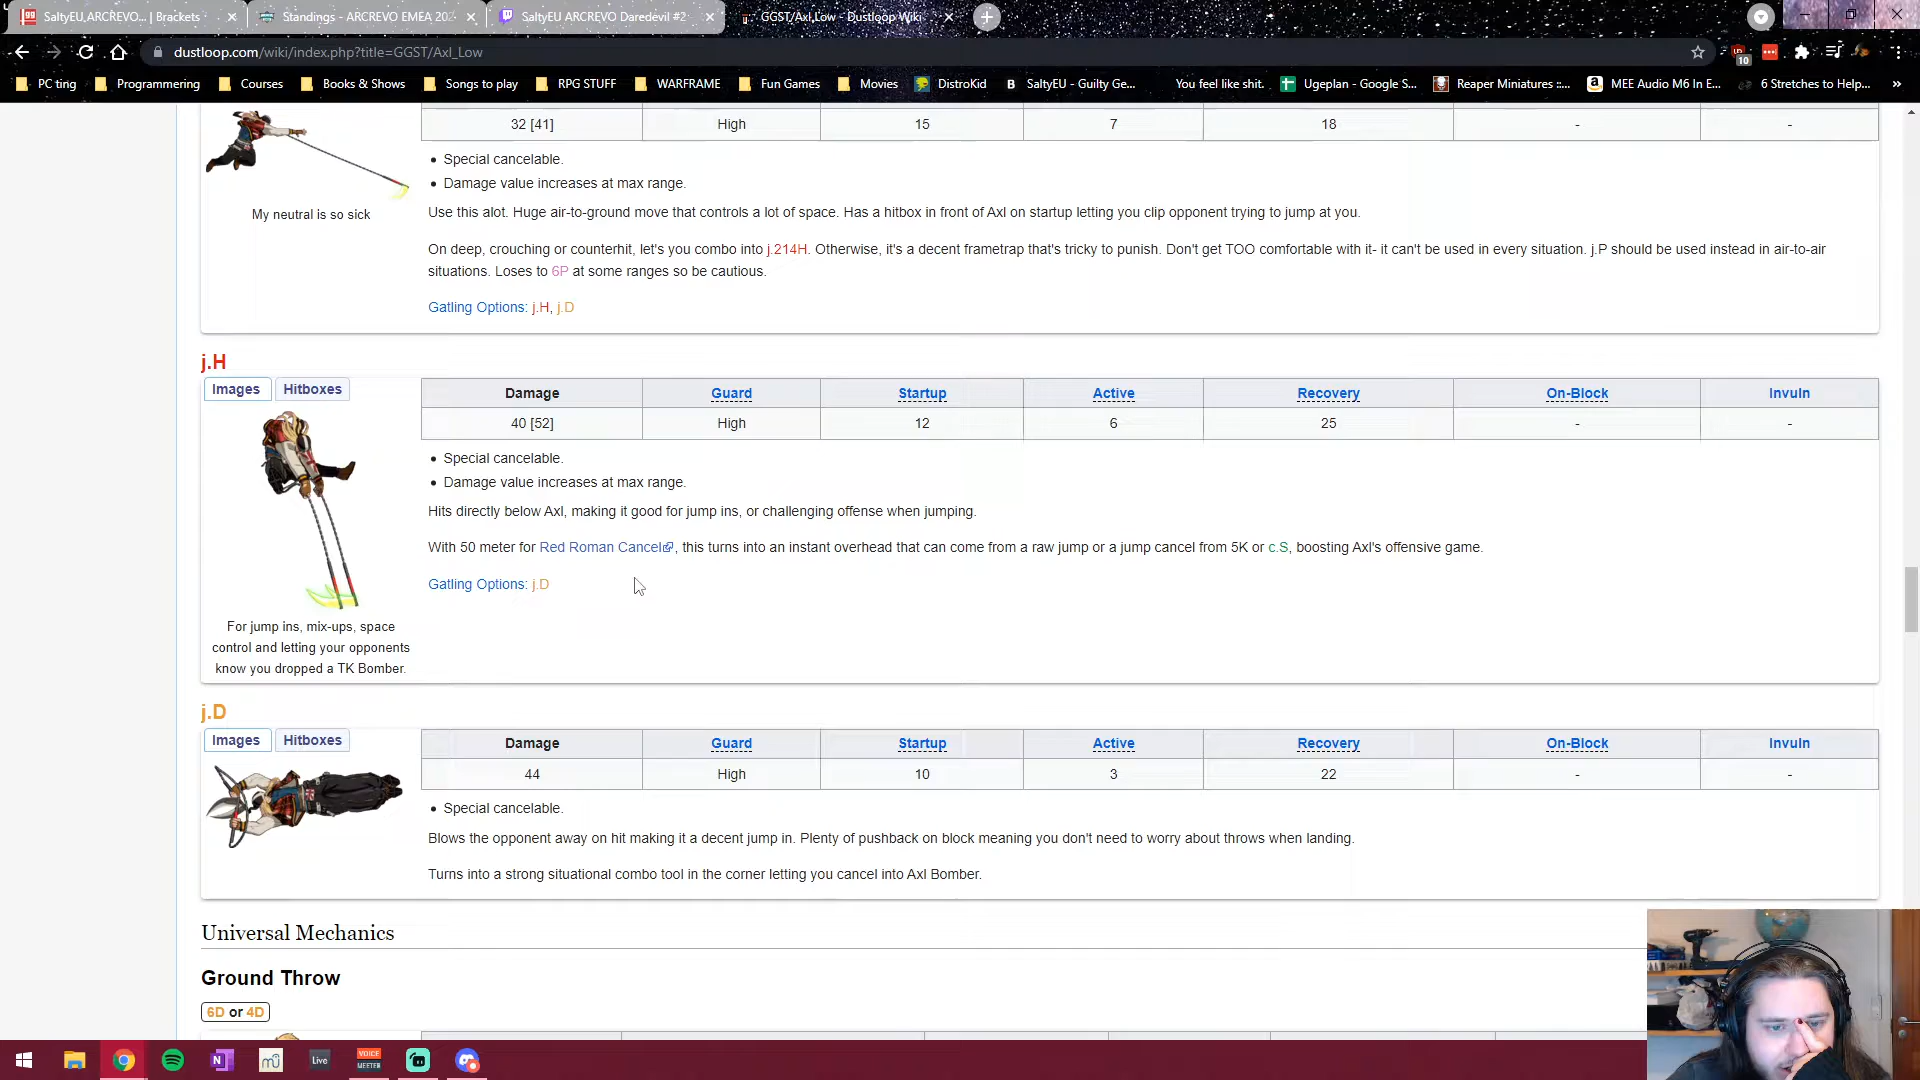 SaltyEU,ARCREVO... | Brackets
Standings - ARCREVO EMEA 202
SaltyEU ARCREVO Daredevil #2
GGST/Axl Low - Dustloop Wiki
dustloop.com/wiki/index.php?title=GGST/Axl_Low
10
PC ting
Programmering
Courses
Books & Shows
Songs to play
RPG STUFF
WARFRAME
Fun Games
Movies
DistroKid
SaltyEU - Guilty Ge...
You feel like shit.
Ugeplan - Google S...
Reaper Miniatures ::...
MEE Audio M6 In E...
6 Stretches to Help...
»
32 [41] High 15 7 18 - -
• Special cancelable.
• Damage value increases at max range.
My neutral is so sick
Use this alot. Huge air-to-ground move that controls a lot of space. Has a hitbox in front of Axl on startup letting you clip opponent trying to jump at you.
On deep, crouching or counterhit, let's you combo into j.214H. Otherwise, it's a decent frametrap that's tricky to punish. Don't get TOO comfortable with it- it can't be used in every situation. j.P should be used instead in air-to-air
situations. Loses to 6P at some ranges so be cautious.
Gatling Options: j.H, j.D
j.H
Images Hitboxes
Damage Guard Startup Active Recovery On-Block Invuln
40 [52] High 12 6 25 - -
• Special cancelable.
• Damage value increases at max range.
Hits directly below Axl, making it good for jump ins, or challenging offense when jumping.
With 50 meter for Red Roman Cancel, this turns into an instant overhead that can come from a raw jump or a jump cancel from 5K or c.S, boosting Axl's offensive game.
Gatling Options: j.D
For jump ins, mix-ups, space
control and letting your opponents
know you dropped a TK Bomber.
j.D
Images Hitboxes
Damage Guard Startup Active Recovery On-Block Invuln
44 High 10 3 22 - -
• Special cancelable.
Blows the opponent away on hit making it a decent jump in. Plenty of pushback on block meaning you don't need to worry about throws when landing.
Turns into a strong situational combo tool in the corner letting you cancel into Axl Bomber.
Universal Mechanics
Ground Throw
6D or 4D
Live
VOICE
MEETER